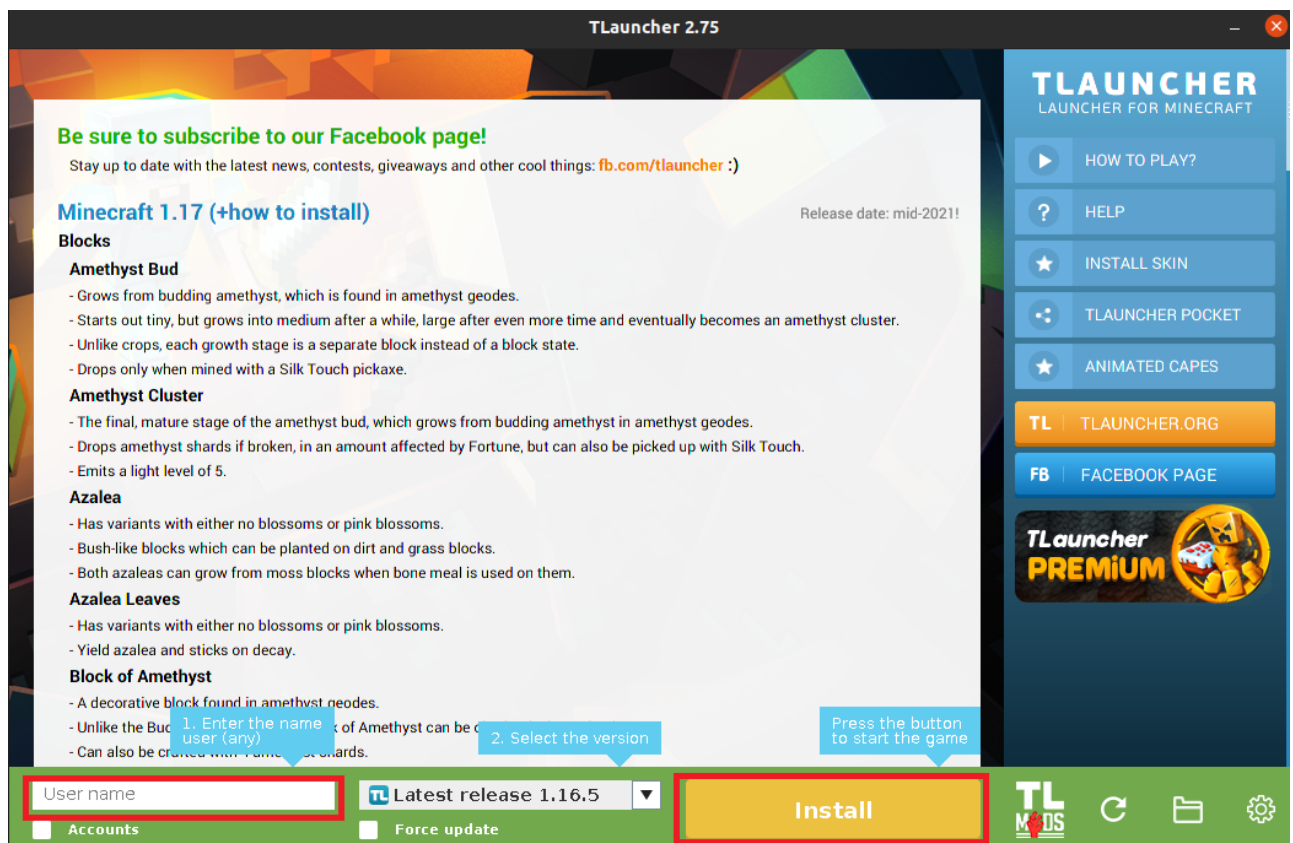 TLauncher 2.75
Be sure to subscribe to our Facebook page!
Stay up to date with the latest news, contests, giveaways and other cool things: fb.com/tlauncher :)
Minecraft 1.17 (+how to install)
Release date: mid-2021!
Blocks
Amethyst Bud
- Grows from budding amethyst, which is found in amethyst geodes.
- Starts out tiny, but grows into medium after a while, large after even more time and eventually becomes an amethyst cluster.
- Unlike crops, each growth stage is a separate block instead of a block state.
- Drops only when mined with a Silk Touch pickaxe.
Amethyst Cluster
- The final, mature stage of the amethyst bud, which grows from budding amethyst in amethyst geodes.
- Drops amethyst shards if broken, in an amount affected by Fortune, but can also be picked up with Silk Touch.
- Emits a light level of 5.
Azalea
- Has variants with either no blossoms or pink blossoms.
- Bush-like blocks which can be planted on dirt and grass blocks.
- Both azaleas can grow from moss blocks when bone meal is used on them.
Azalea Leaves
- Has variants with either no blossoms or pink blossoms.
- Yield azalea and sticks on decay.
Block of Amethyst
- A decorative block found in amethyst geodes.
- Unlike the of Amethyst can be
- Can also be
1. Enter the name
user (any)
2. Select the version
Press the button
to start the game
User name
Accounts
TL Latest release 1.16.5
Force update
Install
TL
MODS
TLAUNCHER
LAUNCHER FOR MINECRAFT
HOW TO PLAY?
HELP
INSTALL SKIN
TLAUNCHER POCKET
ANIMATED CAPES
TL TLAUNCHER.ORG
FB FACEBOOK PAGE
TLauncher
PREMIUM